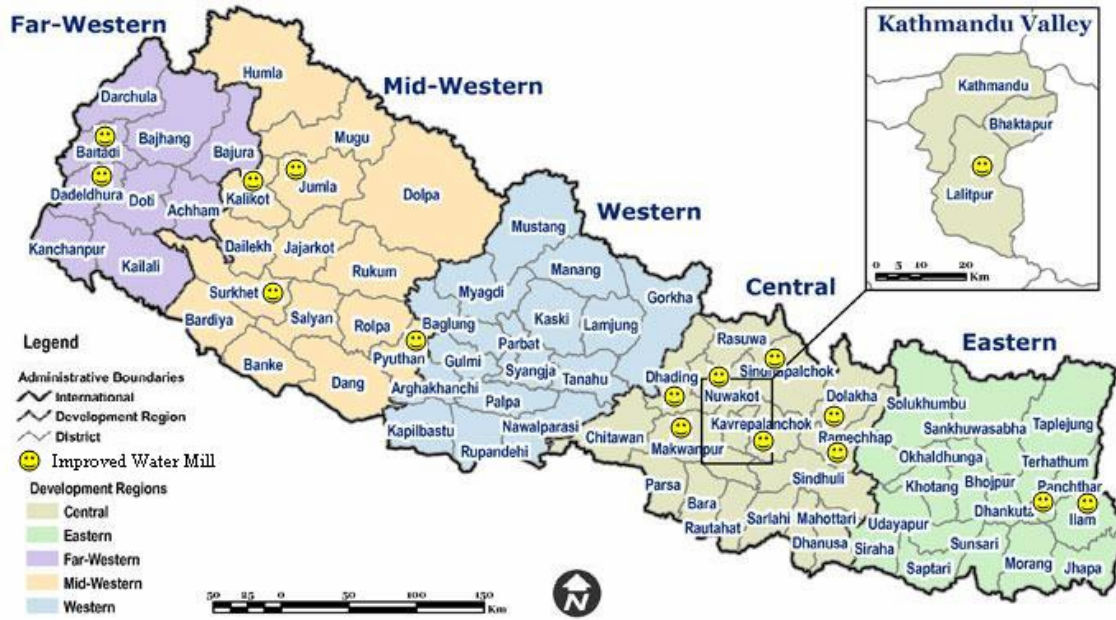 Far-Western
Kathmandu Valley
Kathmandu
Bhaktapur
Lalitpur
0 5 10 20
Km
Humla
Darchula
Mid-Western
Mugu
Bajhang
Baitadi
Bajura
Jumla
Dolpa
Dadeldhura
Doti
Kalikot
Achham
Western
Mustang
Kanchanpur
Dailekh
Jajarkot
Kailali
Rukum
Manang
Surkhet
Myagdi
Gorkha
Central
Bardiya
Salyan
Rolpa
Baglung
Kaski
Lamjung
Parbat
Rasuwa
Eastern
Banke
Pyuthan
Gulmi
Syangja
Tanahu
Dhading
Sindhupalchok
Dang
Arghakhanchi
Palpa
Nuwakot
Dolakha
Solukhumbu
Kapilbastu
Nawalparasi
Chitawan
Kavrepalanchok
Sankhuwasabha
Taplejung
Rupandehi
Makwanpur
Ramechhap
Okhaldhunga
Terhathum
Parsa
Sindhuli
Khotang
Bhojpur
Panchthar
Bara
Dhankuta
Ilam
Rautahat
Sarlahi
Mahottari
Udayapur
Dhanusa
Siraha
Sunsari
Saptari
Morang
Jhapa
Legend
Administrative Boundaries
International
Development Region
District
Improved Water Mill
Development Regions
Central
Eastern
Far-Western
Mid-Western
Western
50 25 0 50 100 150
Km
N